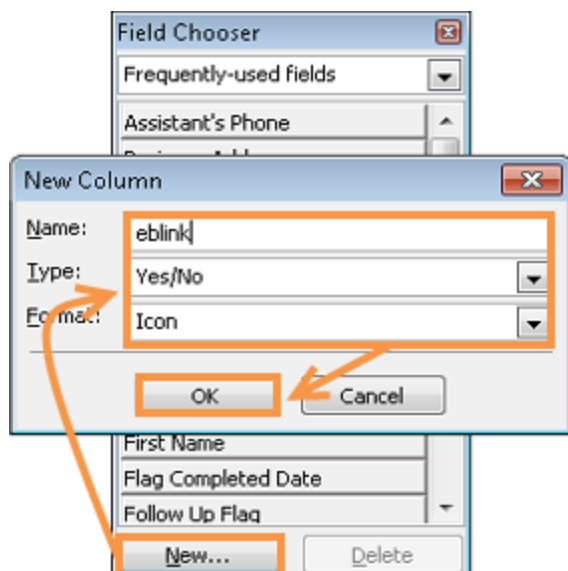 Field Chooser
Frequently-used fields
Assistant's Phone
New Column
Name:
eblink
Type:
Yes/No
Format:
Icon
OK
Cancel
First Name
Flag Completed Date
Follow Up Flag
New...
Delete